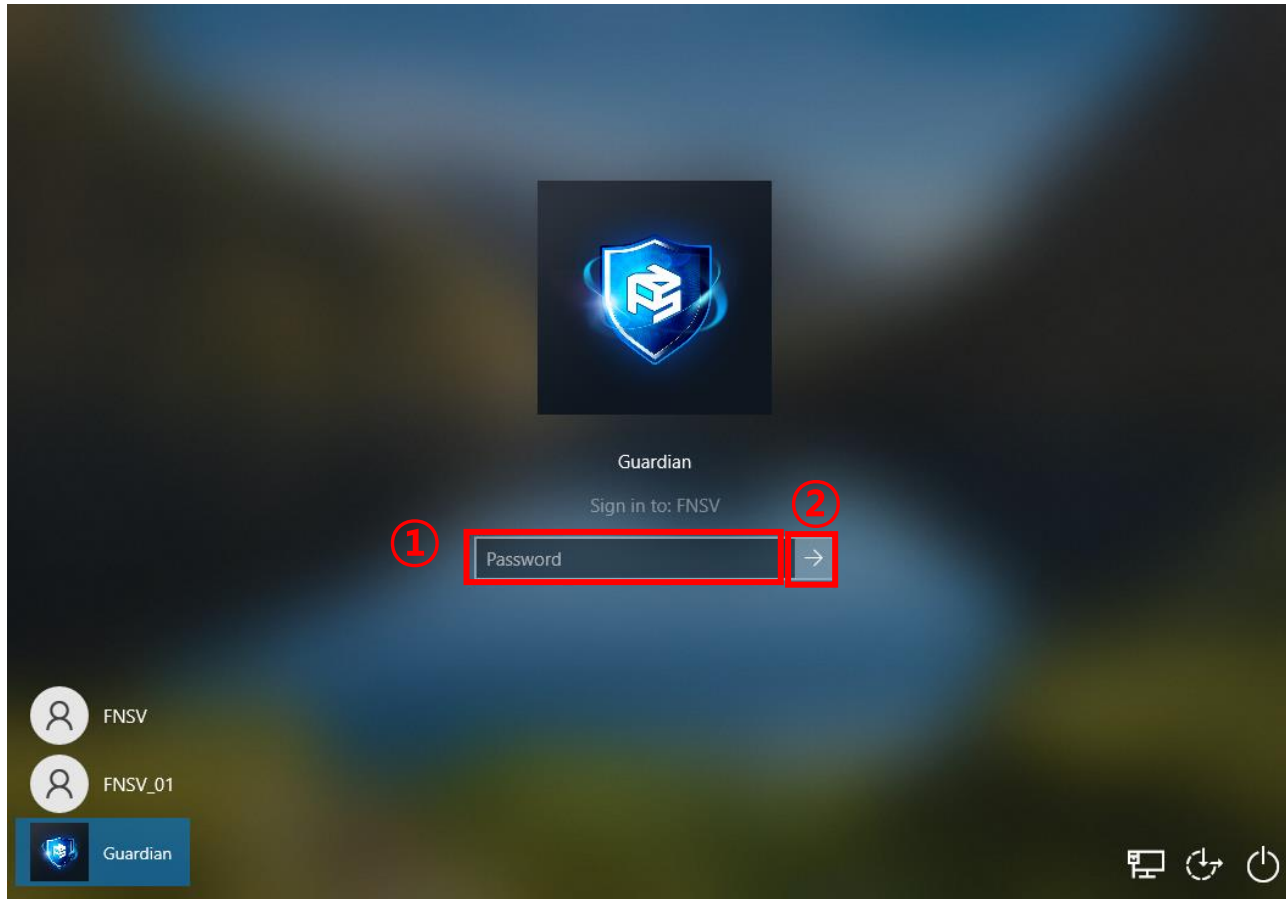 Guardian
Sign in to: FNSV
②
① Password
FNSV
FNSV_01
Guardian